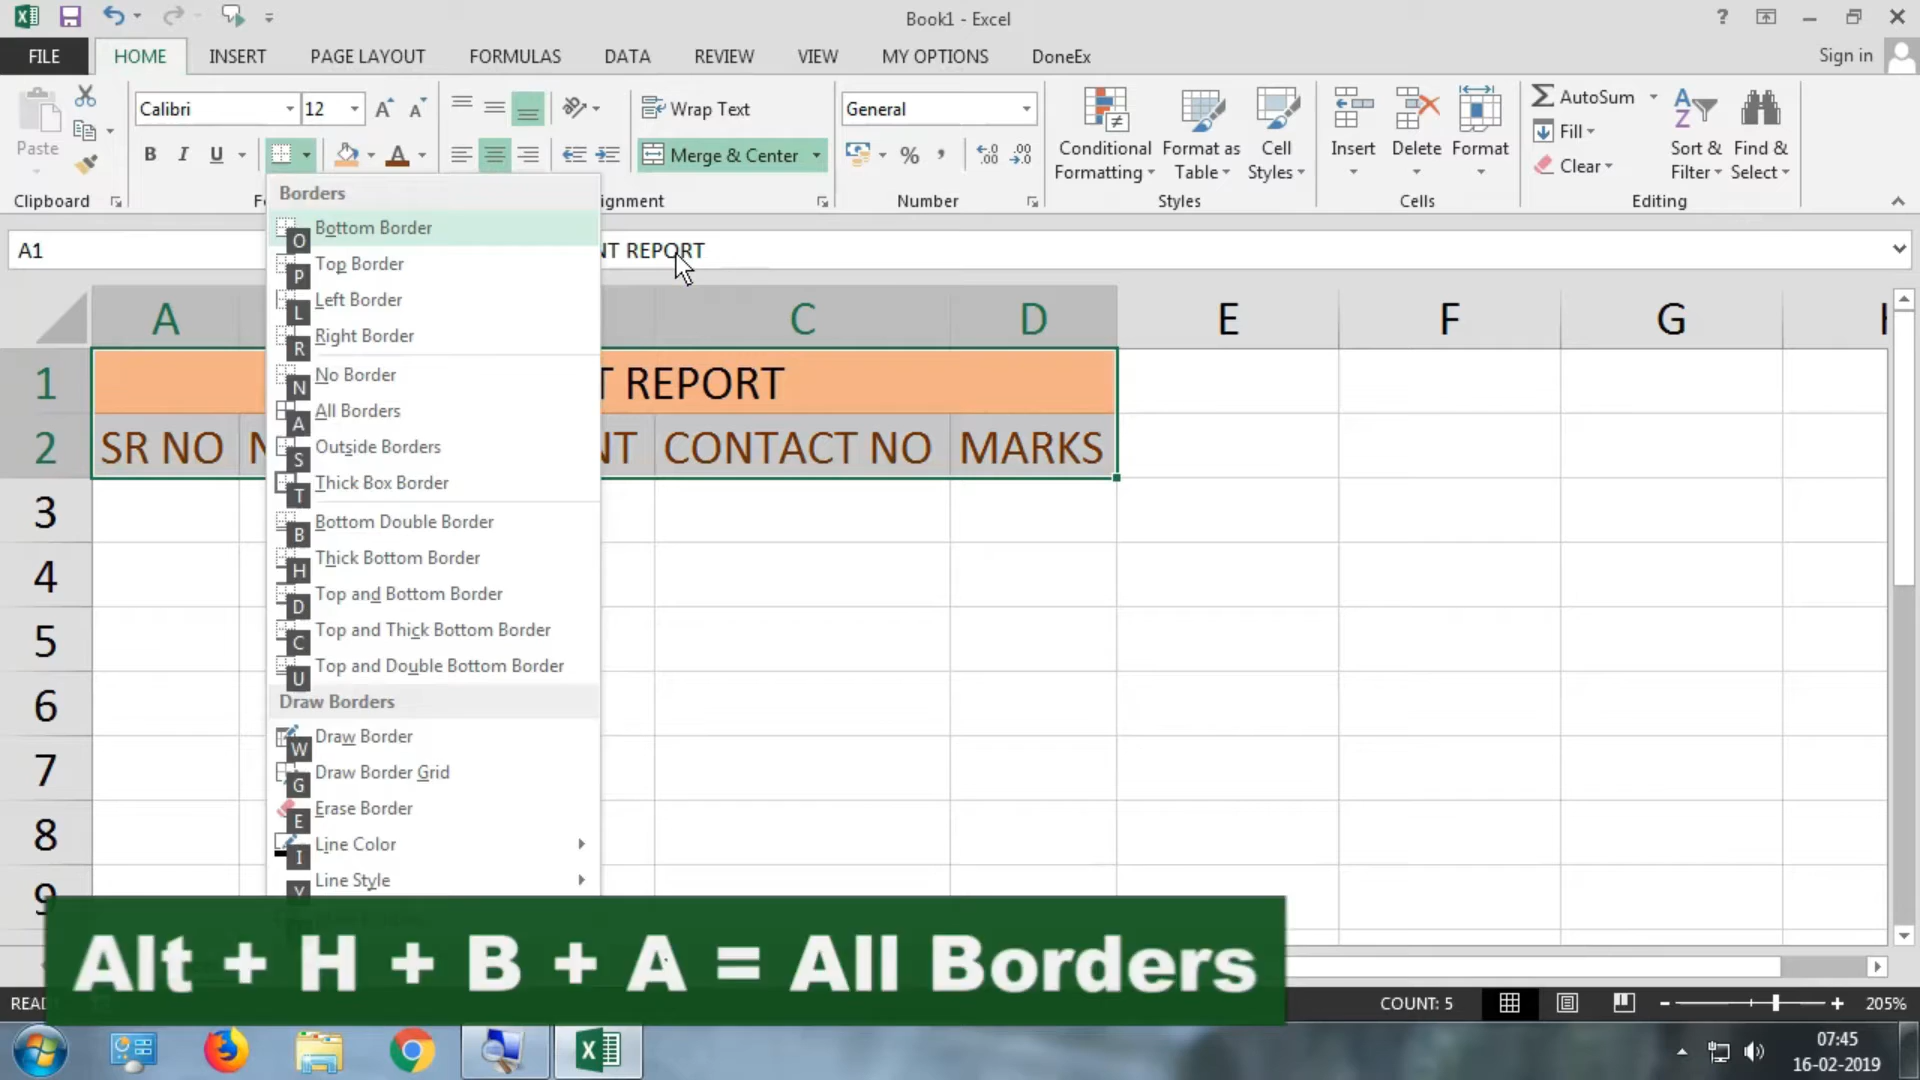 Book1 - Excel
?
FILE HOME INSERT PAGE LAYOUT FORMULAS DATA REVIEW VIEW MY OPTIONS DoneEx Sign in
Calibri 12 Wrap Text General
AutoSum
Fill
Clear
Paste B I U Merge & Center %
Conditional Formatting
Format as Table
Cell Styles
Insert Delete Format
Sort & Filter
Find & Select
Clipboard Number Styles Cells Editing
A1 REPORT
Borders
O Bottom Border
P Top Border
L Left Border
R Right Border
N No Border
A All Borders
S Outside Borders
T Thick Box Border
B Bottom Double Border
H Thick Bottom Border
D Top and Bottom Border
C Top and Thick Bottom Border
U Top and Double Bottom Border
Draw Borders
W Draw Border
G Draw Border Grid
E Erase Border
I Line Color
Y Line Style
A C D E F G
1 REPORT
2 SR NO CONTACT NO MARKS
3
4
5
6
7
8
9
Alt + H + B + A = All Borders
COUNT: 5 205%
07:45
16-02-2019